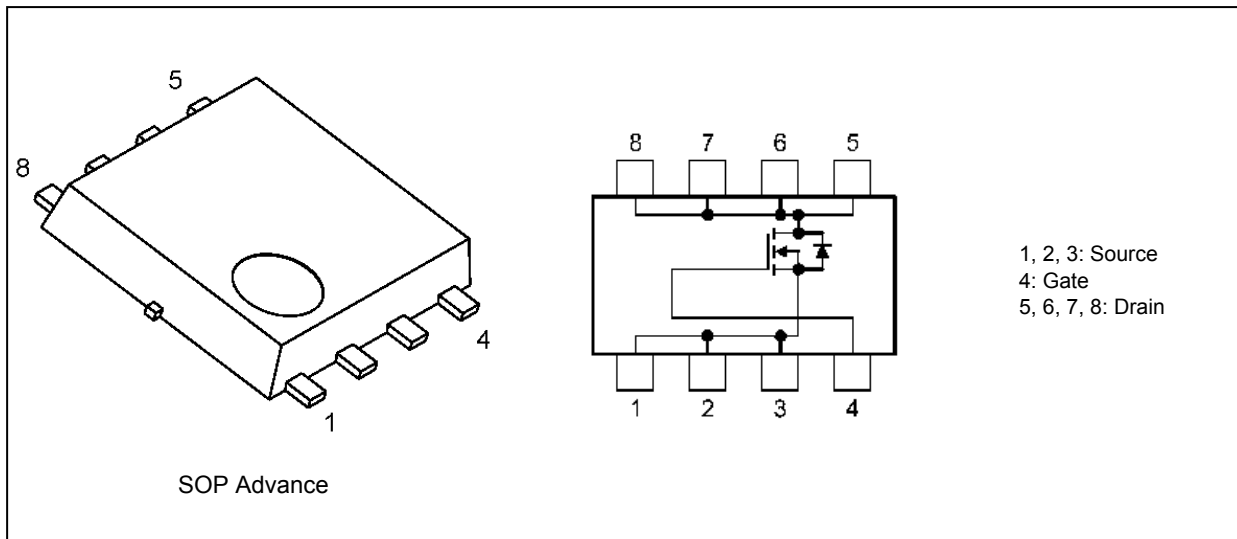 5
8
4
1
SOP Advance
8 7 6 5
1 2 3 4
1, 2, 3: Source
4: Gate
5, 6, 7, 8: Drain